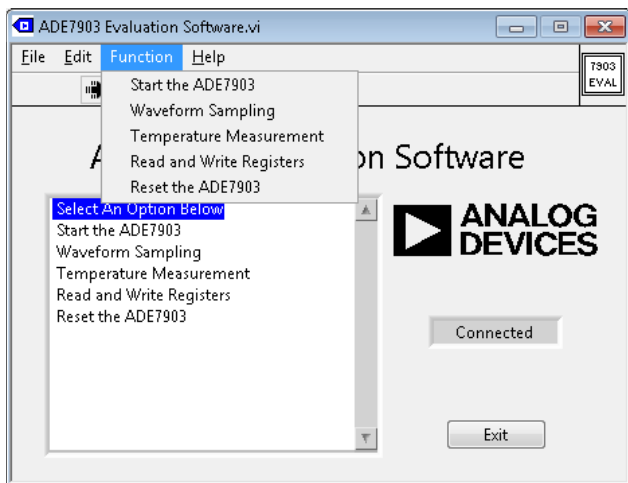 ADE7903 Evaluation Software.vi
File Edit Function Help
7903
EVAL
Start the ADE7903
Waveform Sampling
Temperature Measurement
Read and Write Registers
Reset the ADE7903
on Software
Select An Option Below
Start the ADE7903
Waveform Sampling
Temperature Measurement
Read and Write Registers
Reset the ADE7903
ANALOG
DEVICES
Connected
Exit